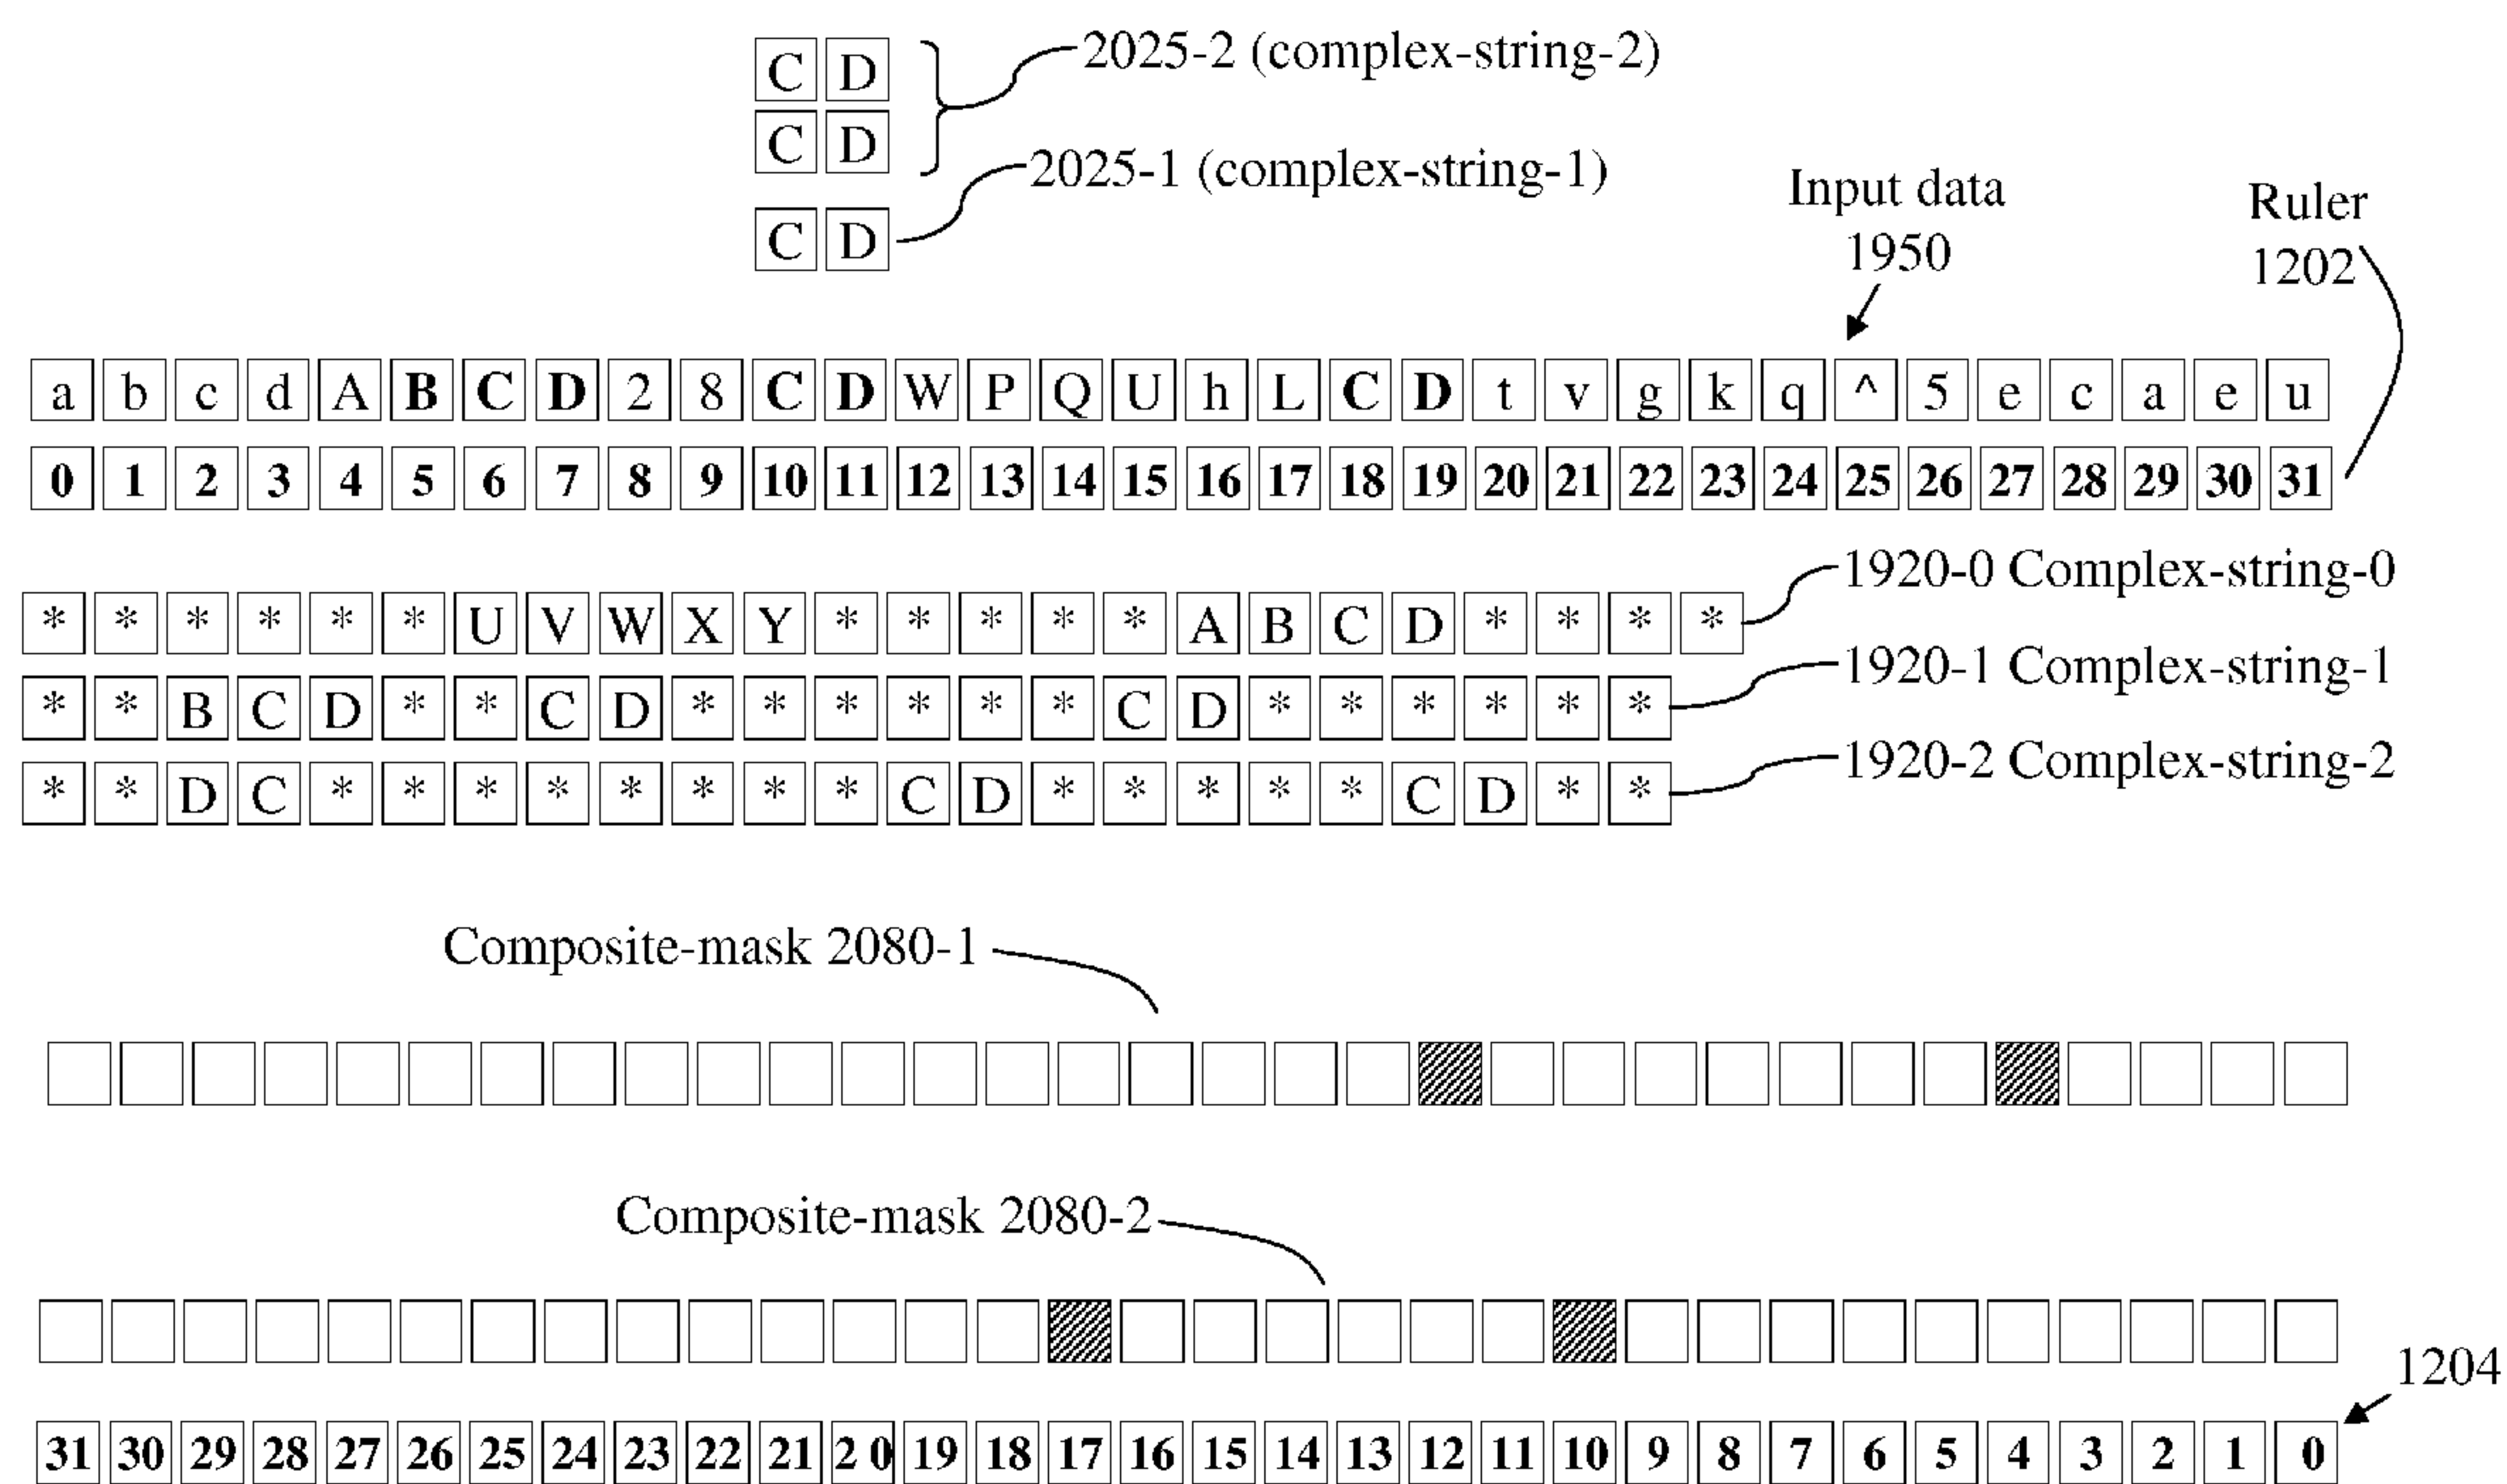 C D 2025-2 (complex-string-2)
C D
2025-1 (complex-string-1)
C D
Input data
1950
Ruler
1202
a b c d A B C D 2 8 C D W P Q U h L C D t v g k q ^ 5 e c a e u
0 1 2 3 4 5 6 7 8 9 10 11 12 13 14 15 16 17 18 19 20 21 22 23 24 25 26 27 28 29 30 31
1920-0 Complex-string-0
* * * * * * U V W X Y * * * * * A B C D * * * *
1920-1 Complex-string-1
* * B C D * * C D * * * * * * C D * * * * * *
1920-2 Complex-string-2
* * D C * * * * * * * * C D * * * * * C D * *
Composite-mask 2080-1
Composite-mask 2080-2
1204
31 30 29 28 27 26 25 24 23 22 21 2 0 19 18 17 16 15 14 13 12 11 10 9 8 7 6 5 4 3 2 1 0